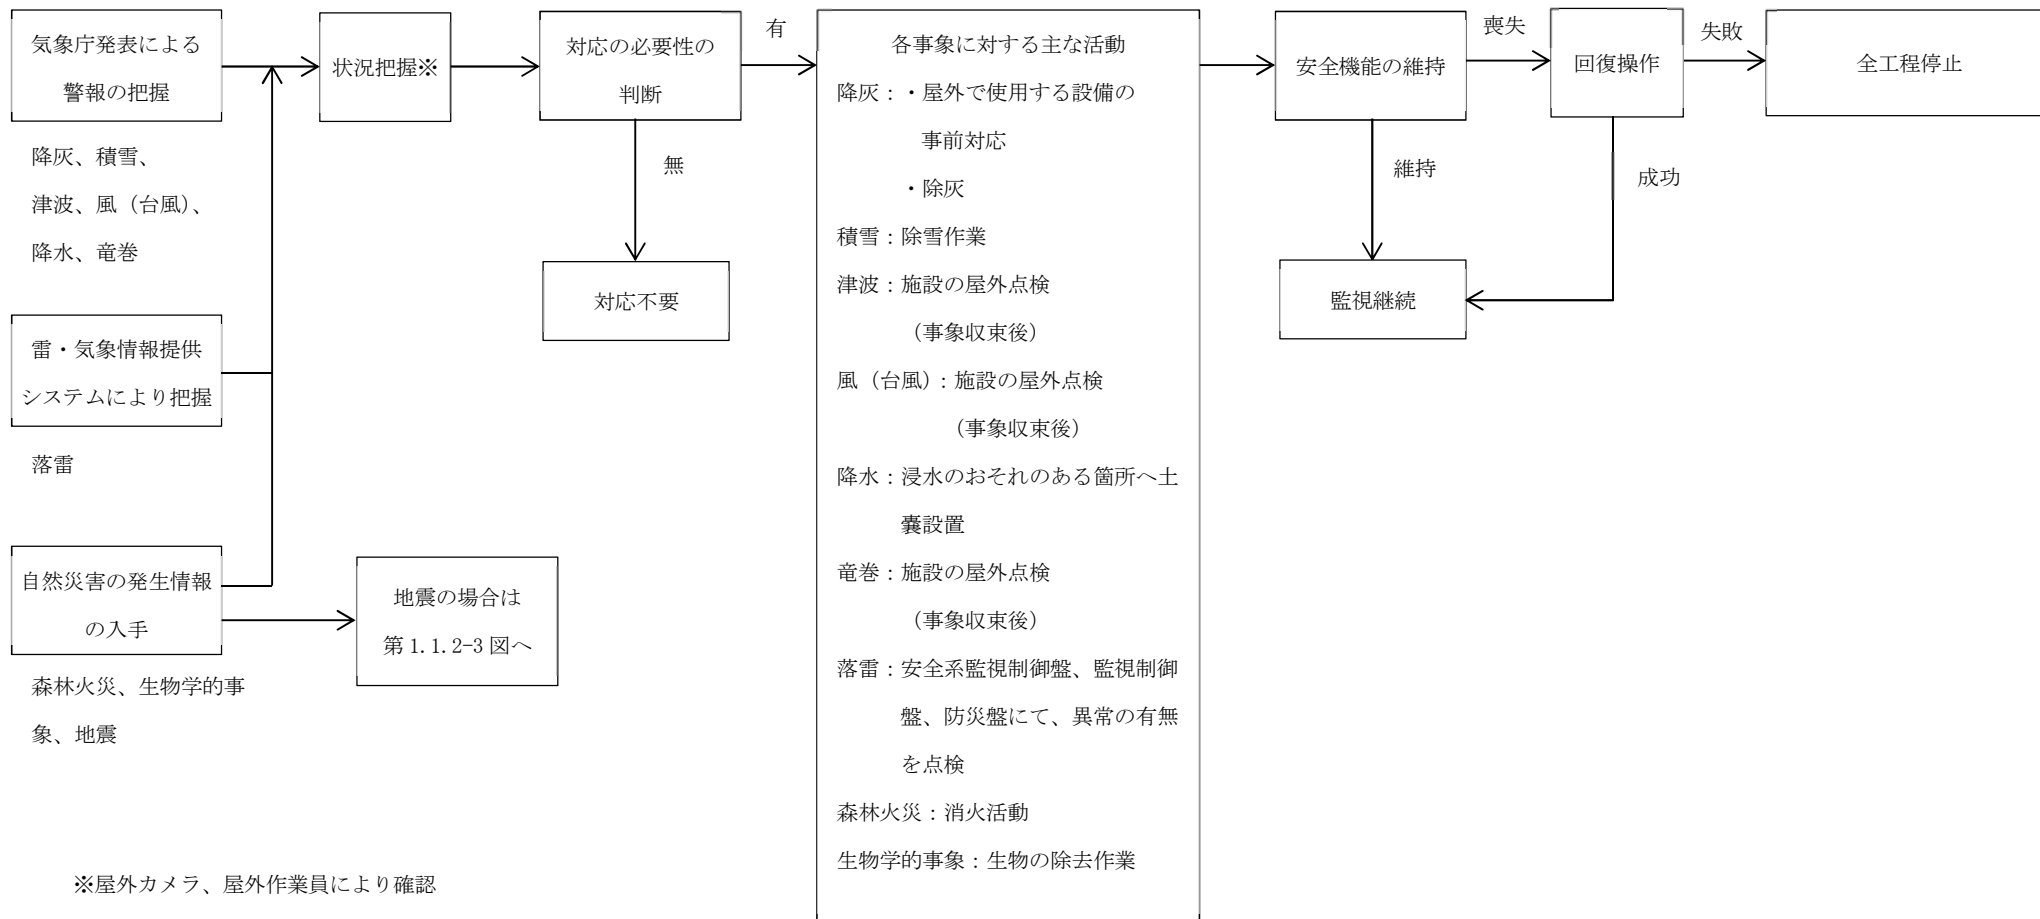 気象庁発表による
警報の把握
降灰、積雪、
津波、風（台風）、
降水、竜巻
雷・気象情報提供
システムにより把握
落雷
自然災害の発生情報
の入手
森林火災、生物学的事
象、地震
地震の場合は
第1.1.2-3図へ
状況把握※
対応の必要性の
判断
有
無
対応不要
各事象に対する主な活動
降灰：・屋外で使用する設備の
事前対応
・除灰
積雪：除雪作業
津波：施設の屋外点検
（事象収束後）
風（台風）：施設の屋外点検
（事象収束後）
降水：浸水のおそれのある箇所へ土
嚢設置
竜巻：施設の屋外点検
（事象収束後）
落雷：安全系監視制御盤、監視制御
盤、防災盤にて、異常の有無
を点検
森林火災：消火活動
生物学的事象：生物の除去作業
安全機能の維持
喪失
維持
監視継続
回復操作
成功
失敗
全工程停止
※屋外カメラ、屋外作業員により確認